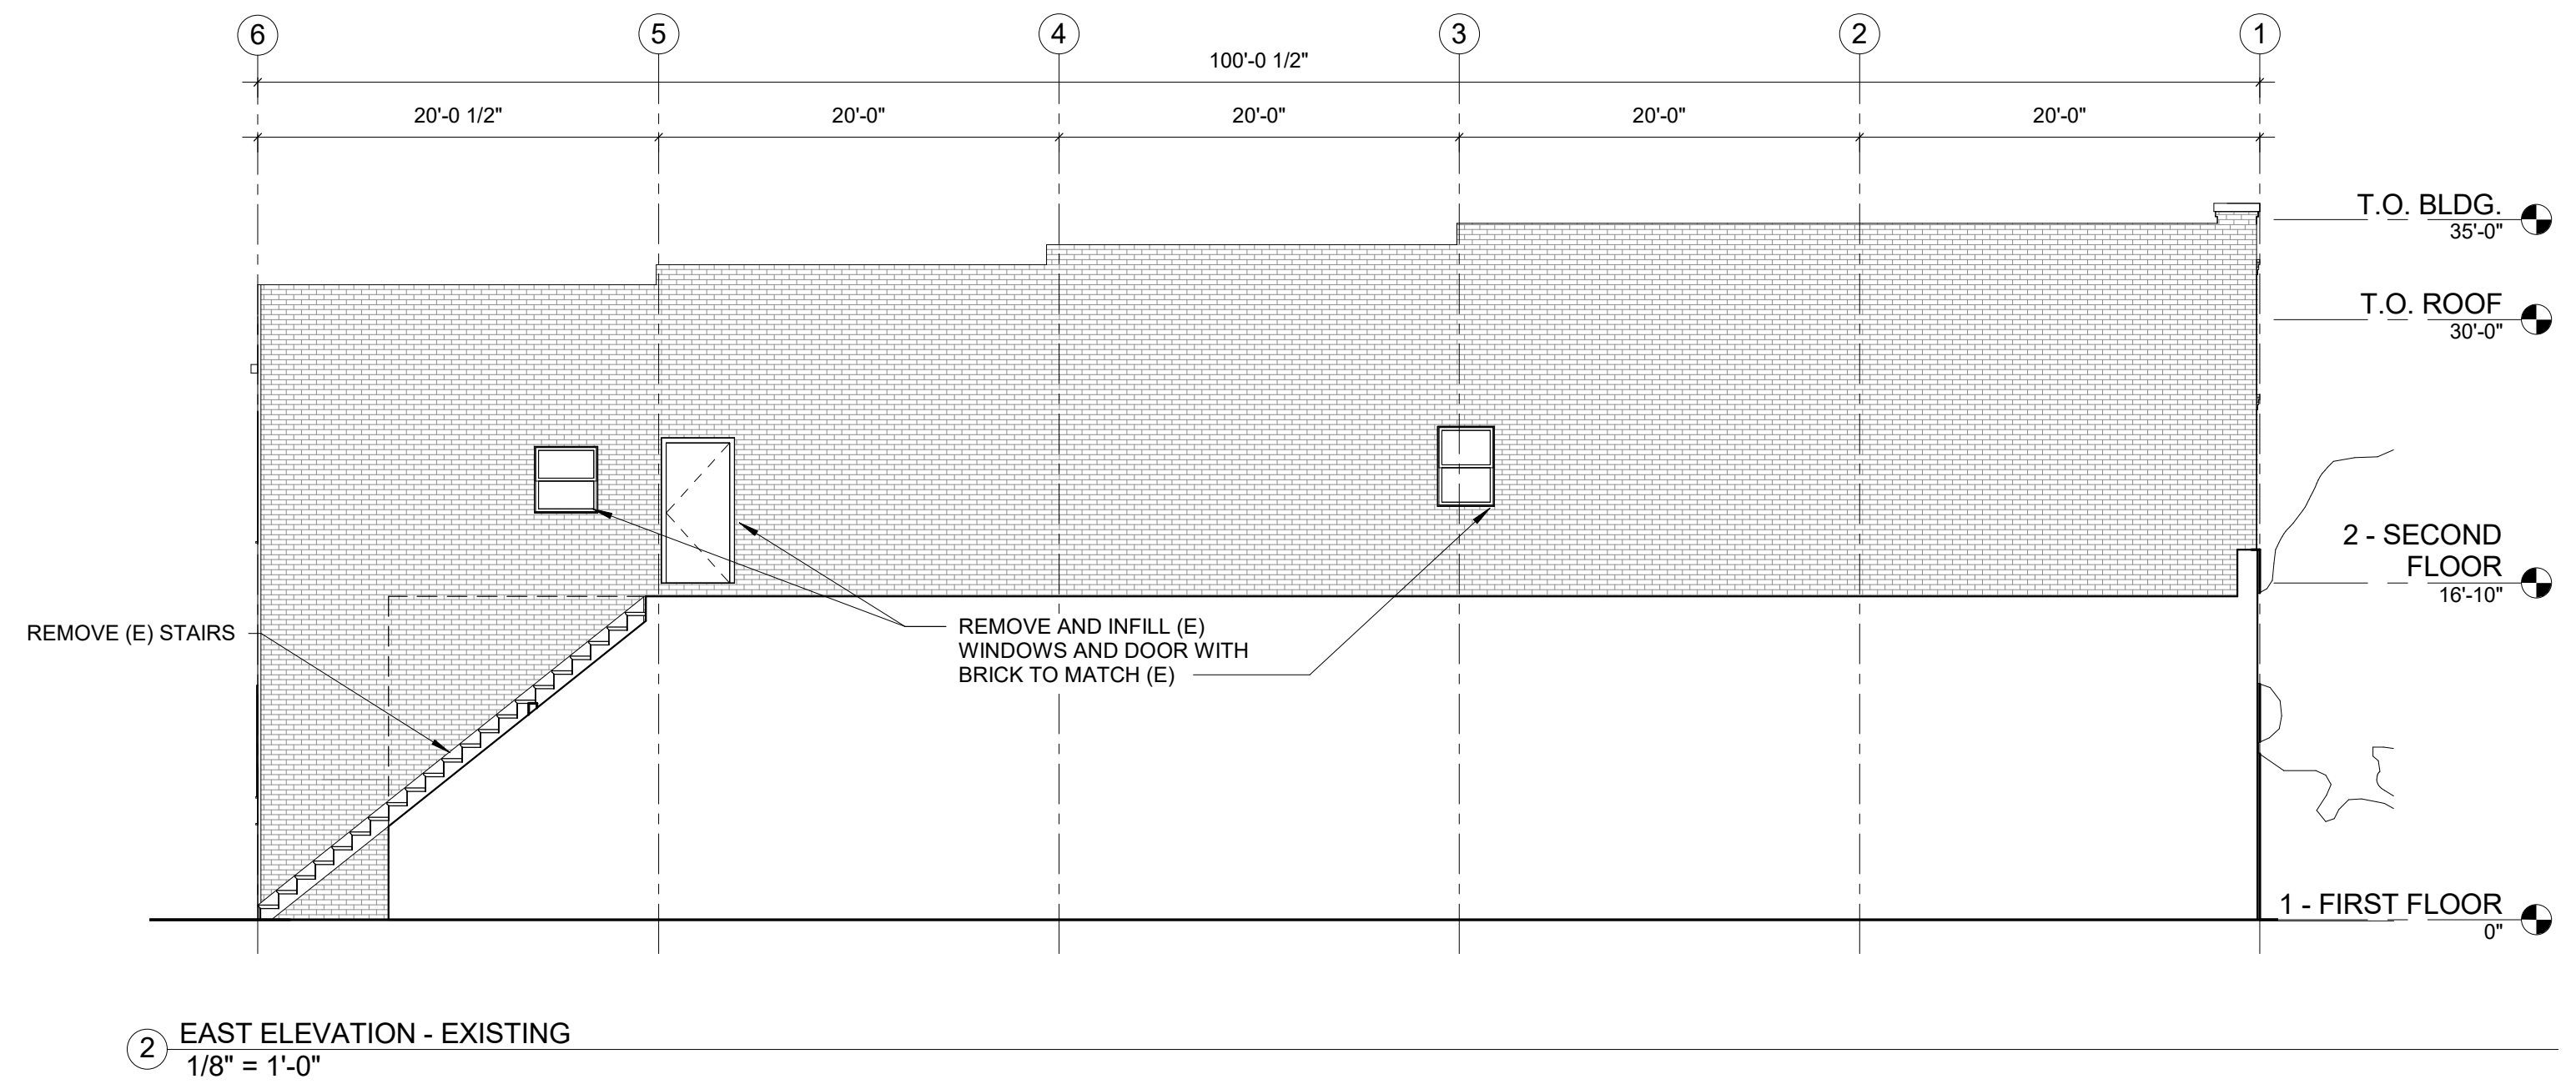 6 5 4 3 2 1
100'-0 1/2"
20'-0 1/2" 20'-0" 20'-0" 20'-0" 20'-0"
T.O. BLDG.
35'-0"
T.O. ROOF
30'-0"
2 - SECOND
FLOOR
16'-10"
REMOVE (E) STAIRS
REMOVE AND INFILL (E)
WINDOWS AND DOOR WITH
BRICK TO MATCH (E)
1 - FIRST FLOOR
0"
2 EAST ELEVATION - EXISTING
1/8" = 1'-0"